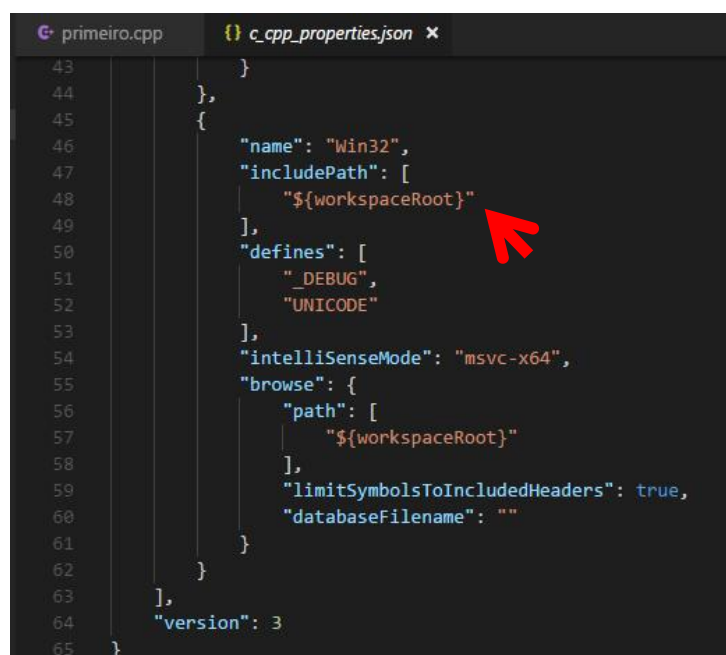 primeiro.cpp {} c_cpp_properties.json ×
43 }
44 },
45 {
46 "name": "Win32",
47 "includePath": [
48 "${workspaceRoot}"
49 ],
50 "defines": [
51 "_DEBUG",
52 "UNICODE"
53 ],
54 "intelliSenseMode": "msvc-x64",
55 "browse": {
56 "path": [
57 "${workspaceRoot}"
58 ],
59 "limitSymbolsToIncludedHeaders": true,
60 "databaseFilename": ""
61 }
62 }
63 ],
64 "version": 3
65 }